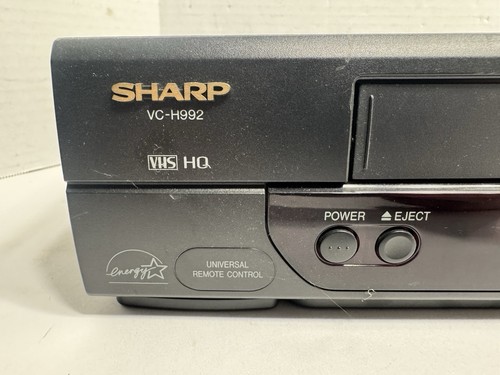 SHARP
VC-H992
VHS HQ
POWER ⏏ EJECT
energy
UNIVERSAL
REMOTE CONTROL